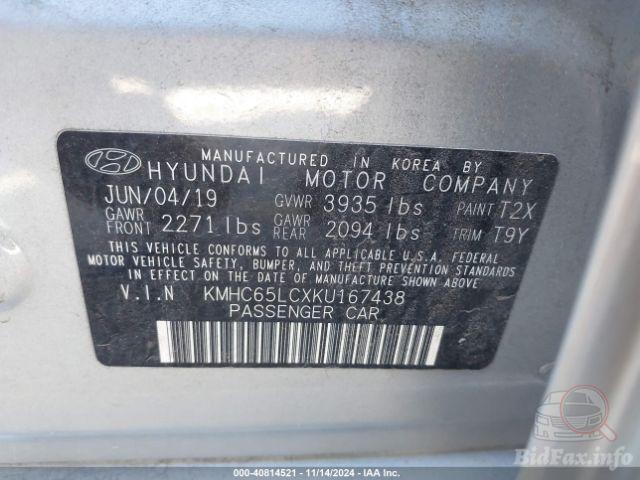 MANUFACTURED IN KOREA BY
HYUNDAI MOTOR COMPANY
JUN/04/19 GVWR 3935 lbs PAINT T2X
GAWR FRONT 2271 lbs GAWR REAR 2094 lbs TRIM T9Y
THIS VEHICLE CONFORMS TO ALL APPLICABLE U.S.A. FEDERAL
MOTOR VEHICLE SAFETY, BUMPER, AND THEFT PREVENTION STANDARDS
IN EFFECT ON THE DATE OF MANUFACTURE SHOWN ABOVE
V.I.N KMHC65LCXKU167438
PASSENGER CAR
BidFax.info
000-40814521 - 11/14/2024 - IAA Inc.